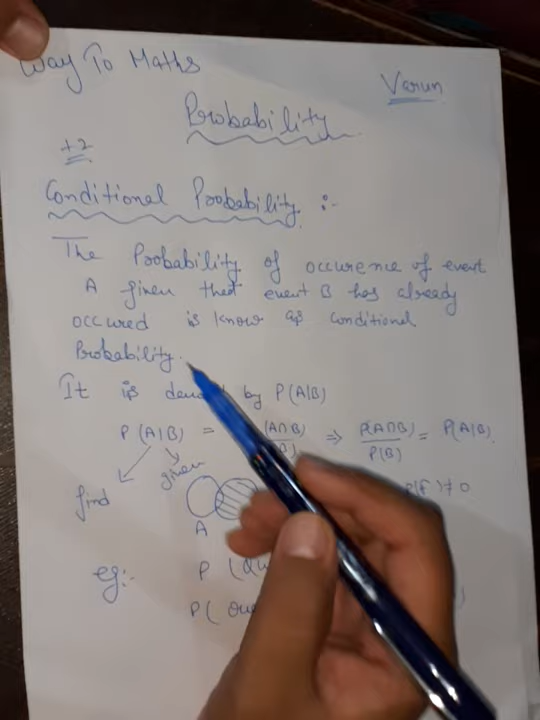 Way To Maths
Varun
Probability
+2
Conditional Probability :-
The Probability of occurence of event
A given that event B has already
occured is know as conditional
Probability.
It is by P(A|B)
P (A|B) = (A∩B) ⇒ P(A∩B) / P(B) = P(A|B).
find given P(F) ≠ 0
A
eg:- P (
P (